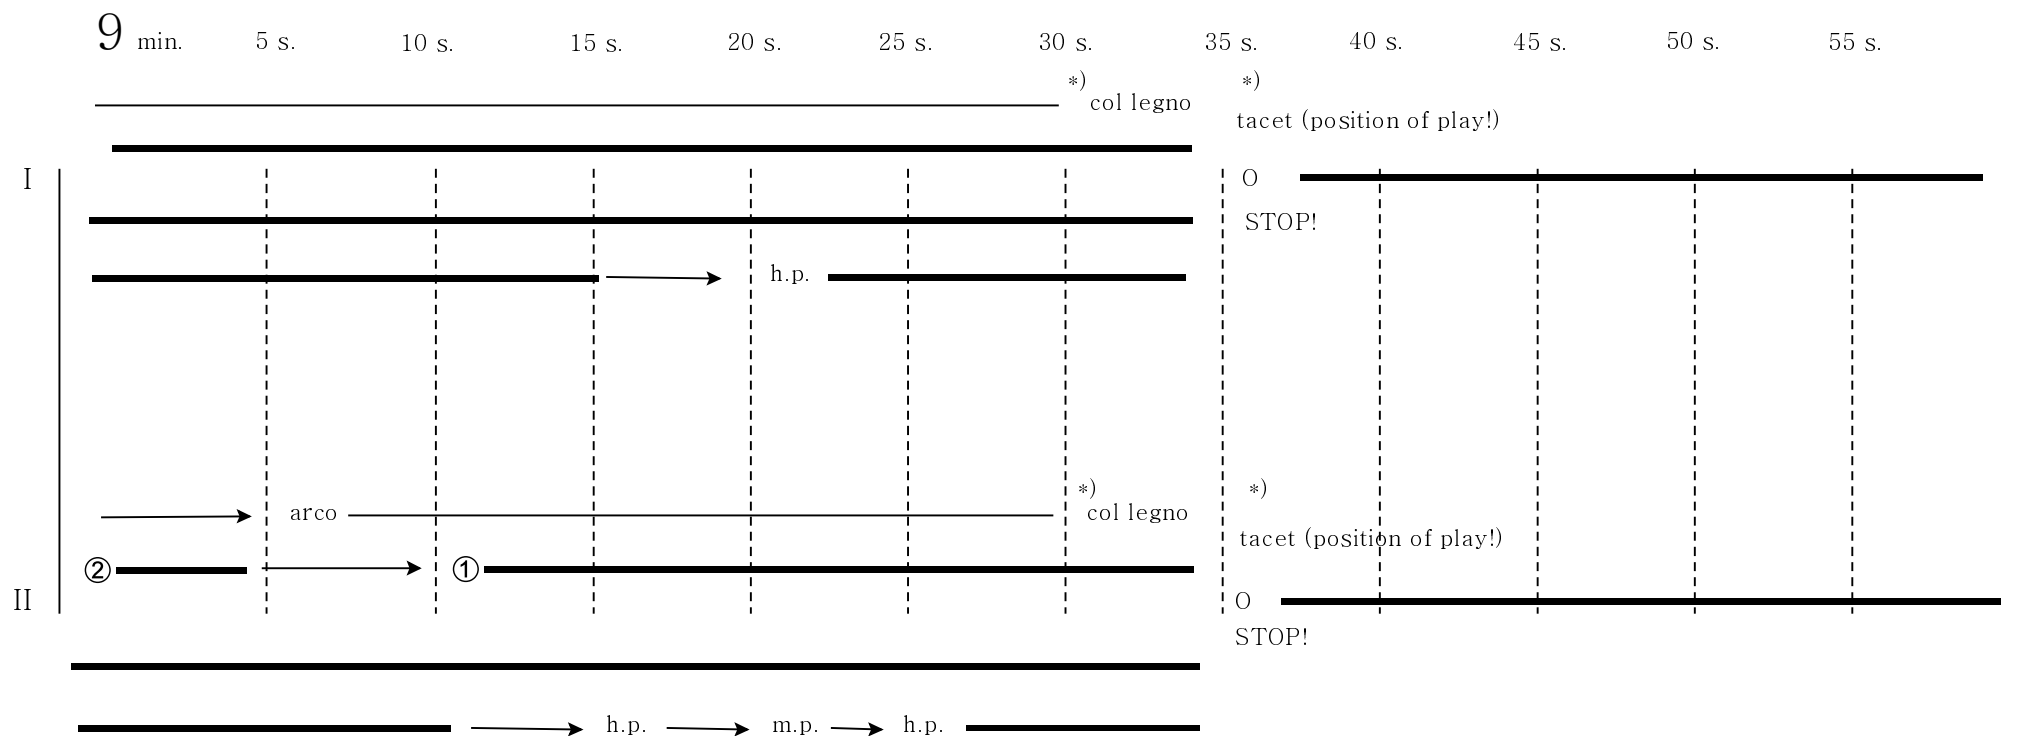 9 min. 5 s. 10 s. 15 s. 20 s. 25 s. 30 s. 35 s. 40 s. 45 s. 50 s. 55 s.
*) *)
col legno
tacet (position of play!)
I O
STOP!
h.p.
*) *)
arco col legno
tacet (position of play!)
② ①
II O
STOP!
h.p. m.p. h.p.